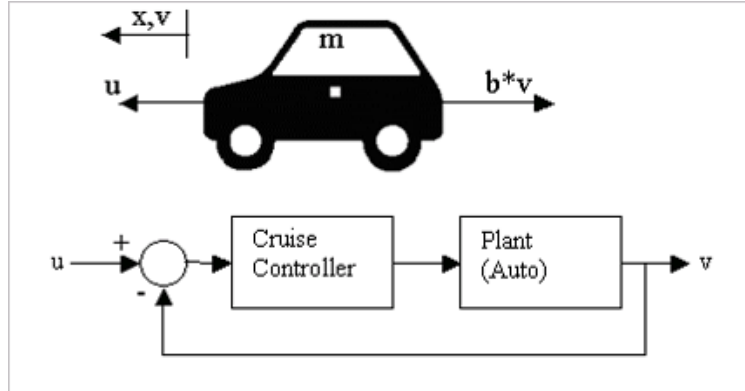 x,v
m
u
b*v
+
u
-
Cruise
Controller
Plant
(Auto)
v